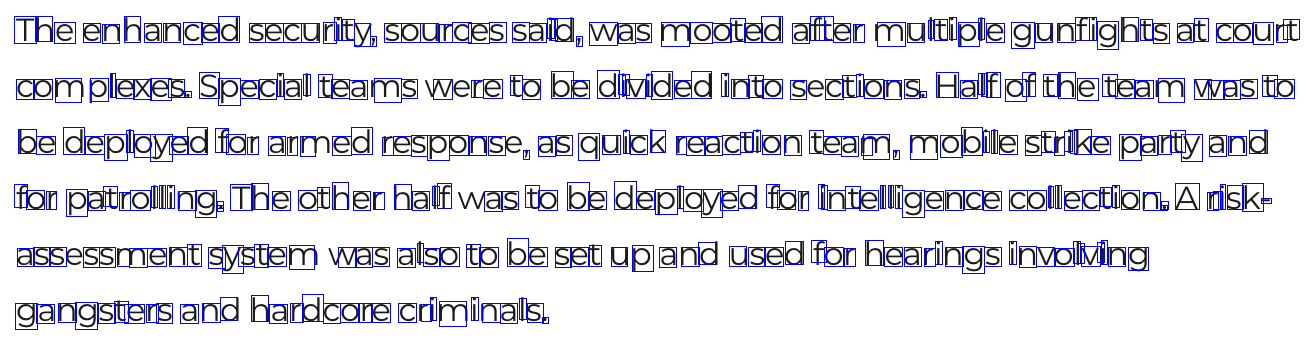 The enhanced security, sources said, was mooted after multiple gunfights at court
complexes. Special teams were to be divided into sections. Half of the team was to
be deployed for armed response, as quick reaction team, mobile strike party and
for patrolling. The other half was to be deployed for intelligence collection. A risk-
assessment system was also to be set up and used for hearings involving
gangsters and hardcore criminals.